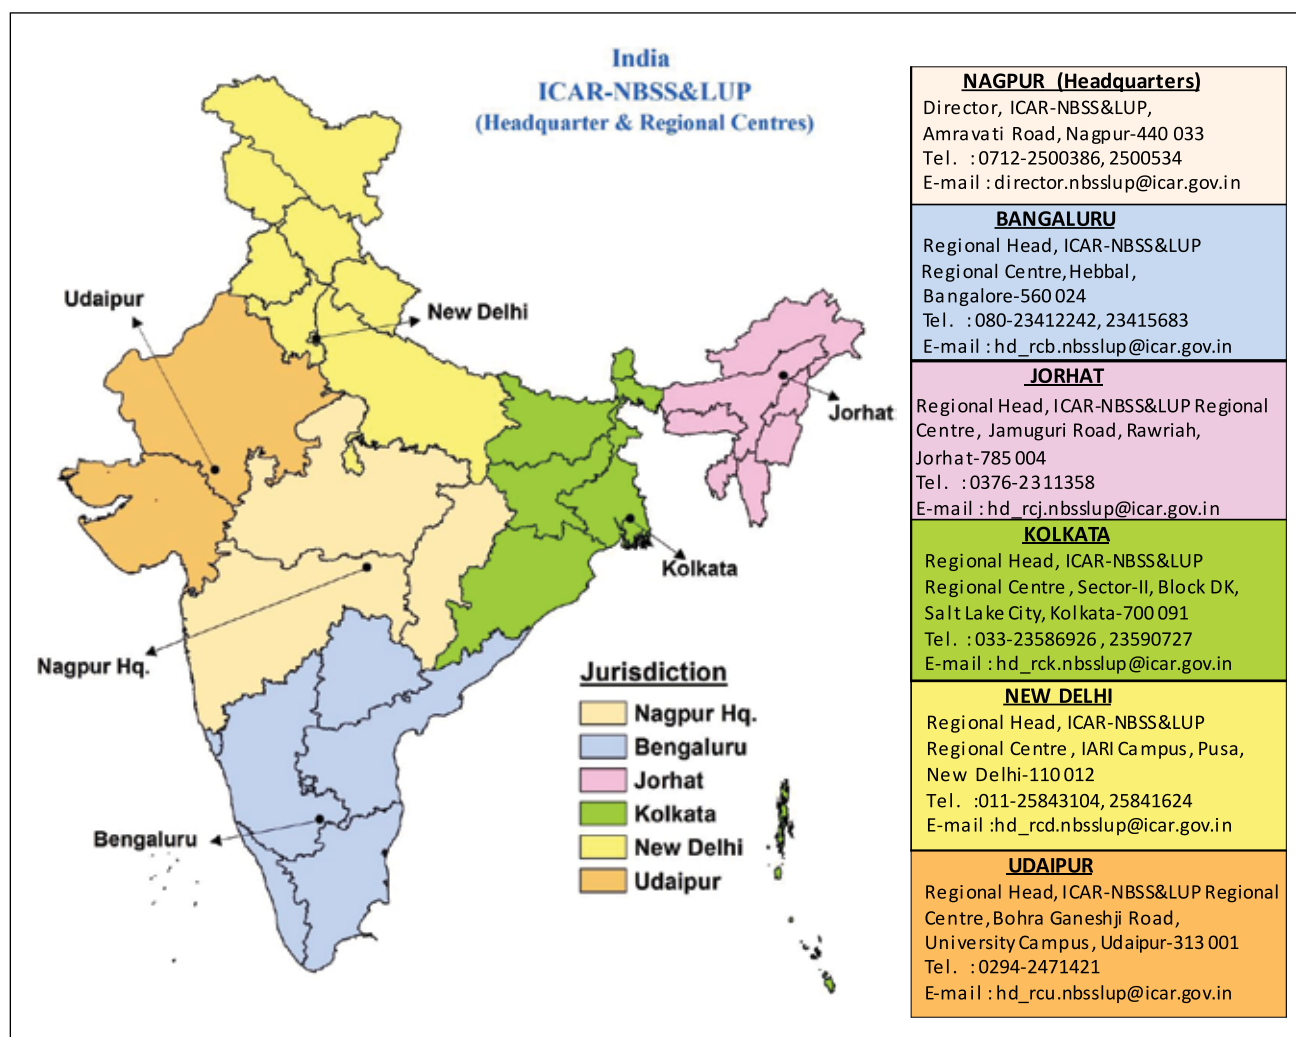 India
ICAR-NBSS&LUP
(Headquarter & Regional Centres)
Udaipur
New Delhi
Jorhat
Kolkata
Nagpur Hq.
Bengaluru
Jurisdiction
Nagpur Hq.
Bengaluru
Jorhat
Kolkata
New Delhi
Udaipur
NAGPUR (Headquarters)
Director, ICAR-NBSS&LUP,
Amravati Road, Nagpur-440 033
Tel. : 0712-2500386, 2500534
E-mail : director.nbsslup@icar.gov.in
BANGALURU
Regional Head, ICAR-NBSS&LUP
Regional Centre, Hebbal,
Bangalore-560 024
Tel. : 080-23412242, 23415683
E-mail : hd_rcb.nbsslup@icar.gov.in
JORHAT
Regional Head, ICAR-NBSS&LUP Regional
Centre, Jamuguri Road, Rawriah,
Jorhat-785 004
Tel. : 0376-2311358
E-mail : hd_rcj.nbsslup@icar.gov.in
KOLKATA
Regional Head, ICAR-NBSS&LUP
Regional Centre, Sector-II, Block DK,
Salt Lake City, Kolkata-700 091
Tel. : 033-23586926, 23590727
E-mail : hd_rck.nbsslup@icar.gov.in
NEW DELHI
Regional Head, ICAR-NBSS&LUP
Regional Centre, IARI Campus, Pusa,
New Delhi-110 012
Tel. :011-25843104, 25841624
E-mail :hd_rcd.nbsslup@icar.gov.in
UDAIPUR
Regional Head, ICAR-NBSS&LUP Regional
Centre, Bohra Ganeshji Road,
University Campus, Udaipur-313 001
Tel. : 0294-2471421
E-mail : hd_rcu.nbsslup@icar.gov.in